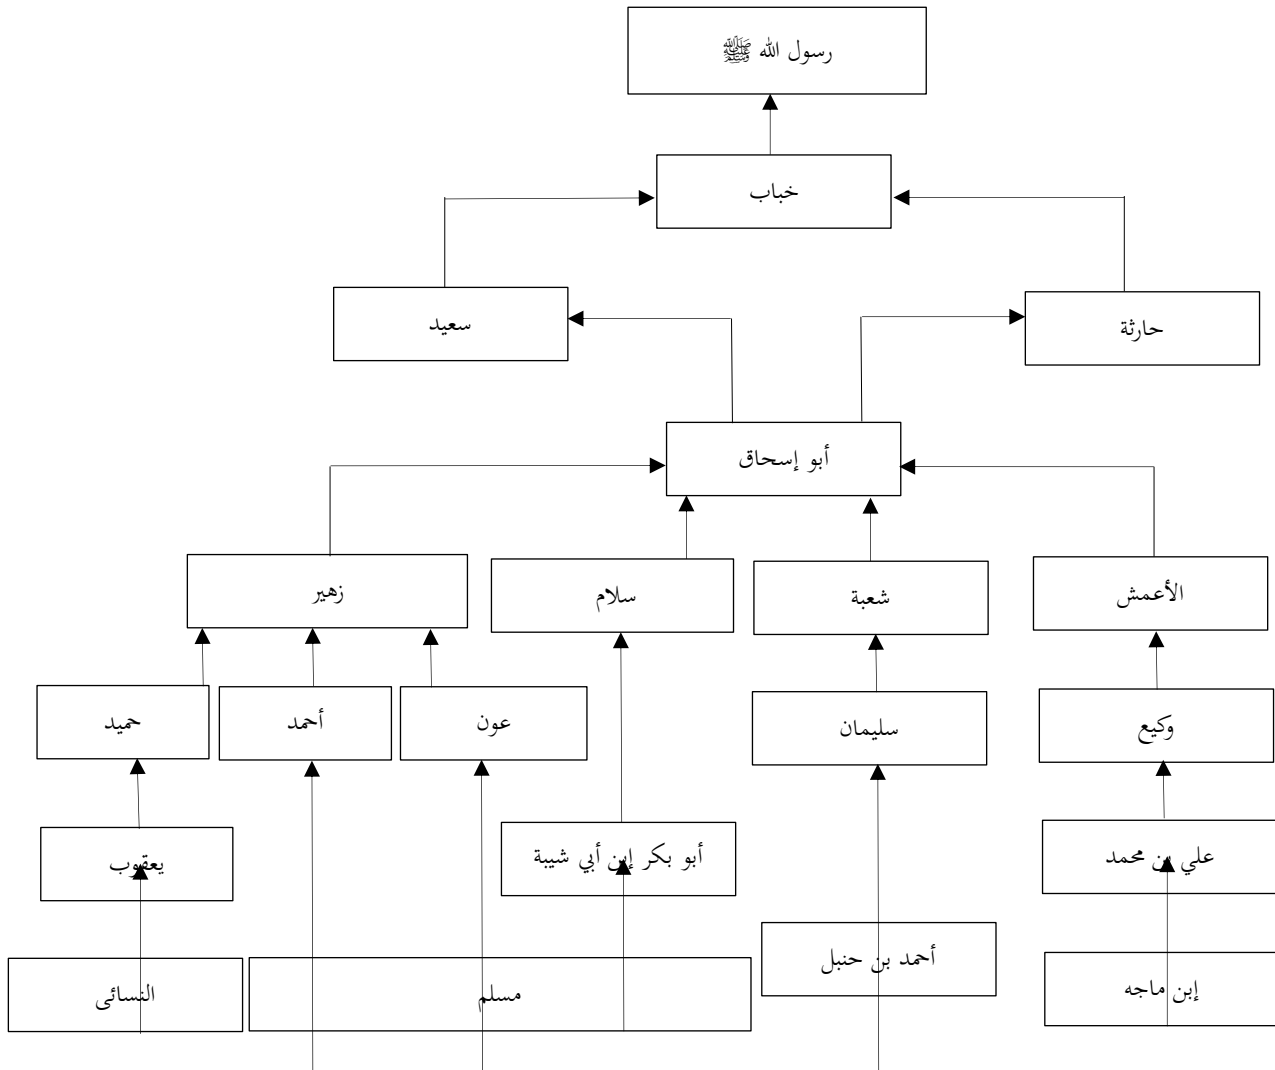 رسول الله ﷺ
خباب
حارثة
سعيد
أبو إسحاق
الأعمش
شعبة
سلام
زهير
وكيع
سليمان
عون
أحمد
حميد
علي بن محمد
أبو بكر إبن أبي شيبة
يعقوب
إبن ماجه
أحمد بن حنبل
مسلم
النسائى